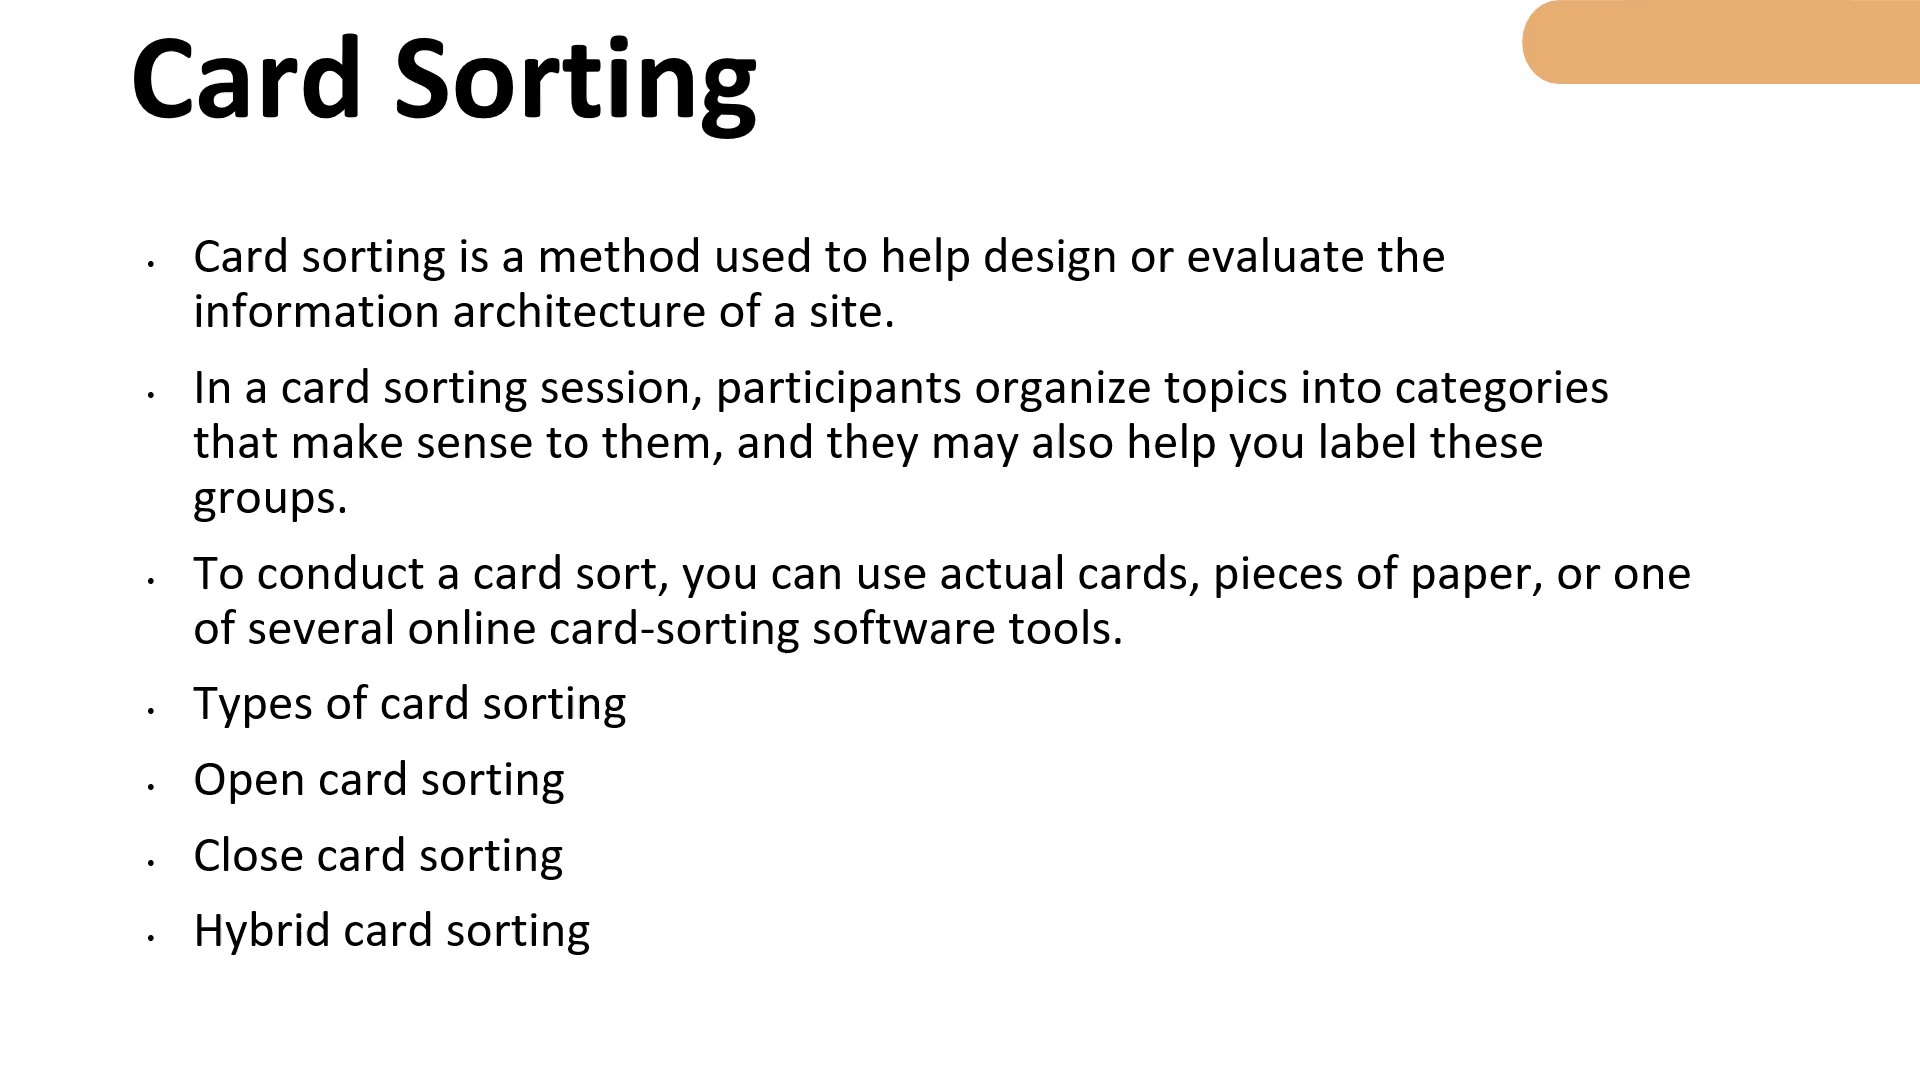 Card Sorting
• Card sorting is a method used to help design or evaluate the
information architecture of a site.
• In a card sorting session, participants organize topics into categories
that make sense to them, and they may also help you label these
groups.
• To conduct a card sort, you can use actual cards, pieces of paper, or one
of several online card-sorting software tools.
• Types of card sorting
• Open card sorting
• Close card sorting
• Hybrid card sorting